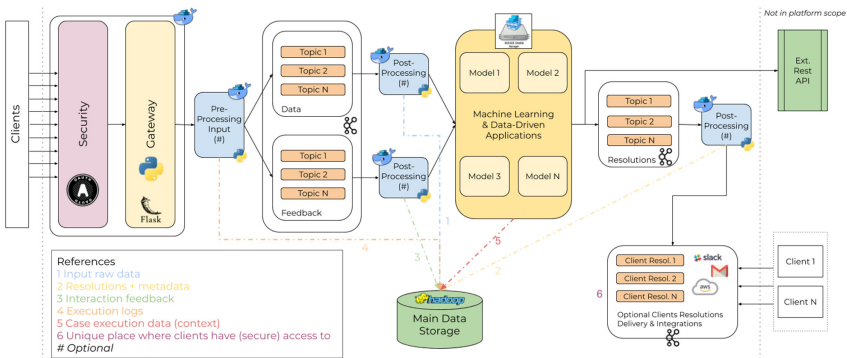 Not in platform scope
Clients
Security
OAUTH
Gateway
Flask
Pre-
Processing
Input
(#)
Topic 1
Topic 2
Topic N
Data
Topic 1
Topic 2
Topic N
Feedback
Post-
Processing
(#)
Post-
Processing
(#)
Model 1
Model 2
Machine Learning
& Data-Driven
Applications
Model 3
Model N
Topic 1
Topic 2
Topic N
Resolutions
Post-
Processing
(#)
Ext.
Rest
API
1
2
3
4
5
6
References
1 Input raw data
2 Resolutions + metadata
3 Interaction feedback
4 Execution logs
5 Case execution data (context)
6 Unique place where clients have (secure) access to
# Optional
hadoop
Main Data
Storage
Client Resol. 1
Client Resol. 2
Client Resol. N
slack
aws
Optional Clients Resolutions
Delivery & Integrations
Client 1
Client N